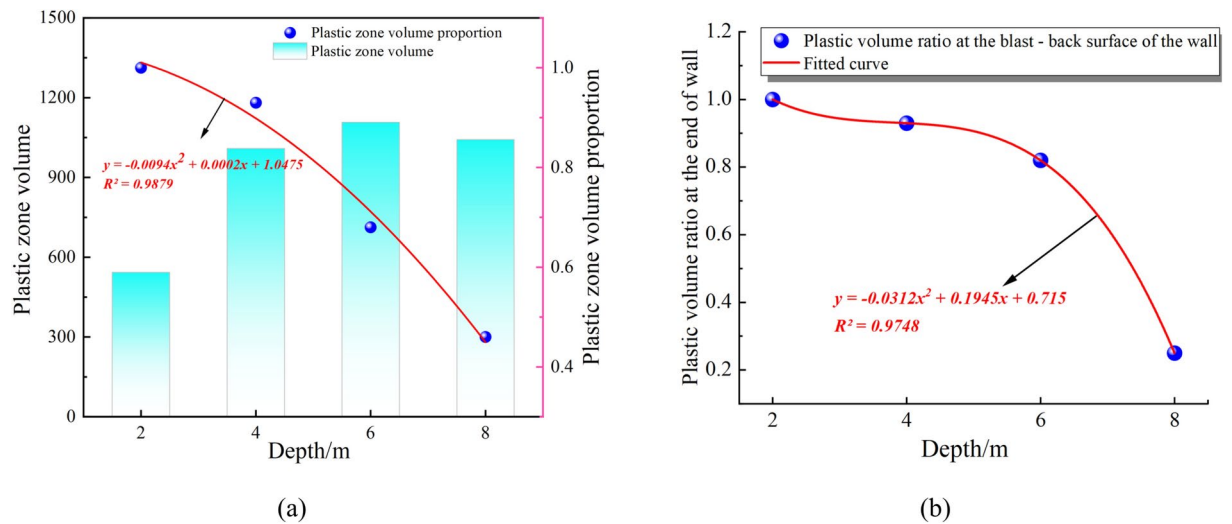 Plastic zone volume proportion
Plastic zone volume
1500
1200
900
600
300
0
Plastic zone volume
1.0
0.8
0.6
0.4
Plastic zone volume proportion
y = -0.0094x² + 0.0002x + 1.0475
R² = 0.9879
2 4 6 8
Depth/m
(a)
Plastic volume ratio at the blast - back surface of the wall
Fitted curve
1.0
0.8
0.6
0.4
0.2
Plastic volume ratio at the end of wall
y = -0.0312x² + 0.1945x + 0.715
R² = 0.9748
2 4 6 8
Depth/m
(b)